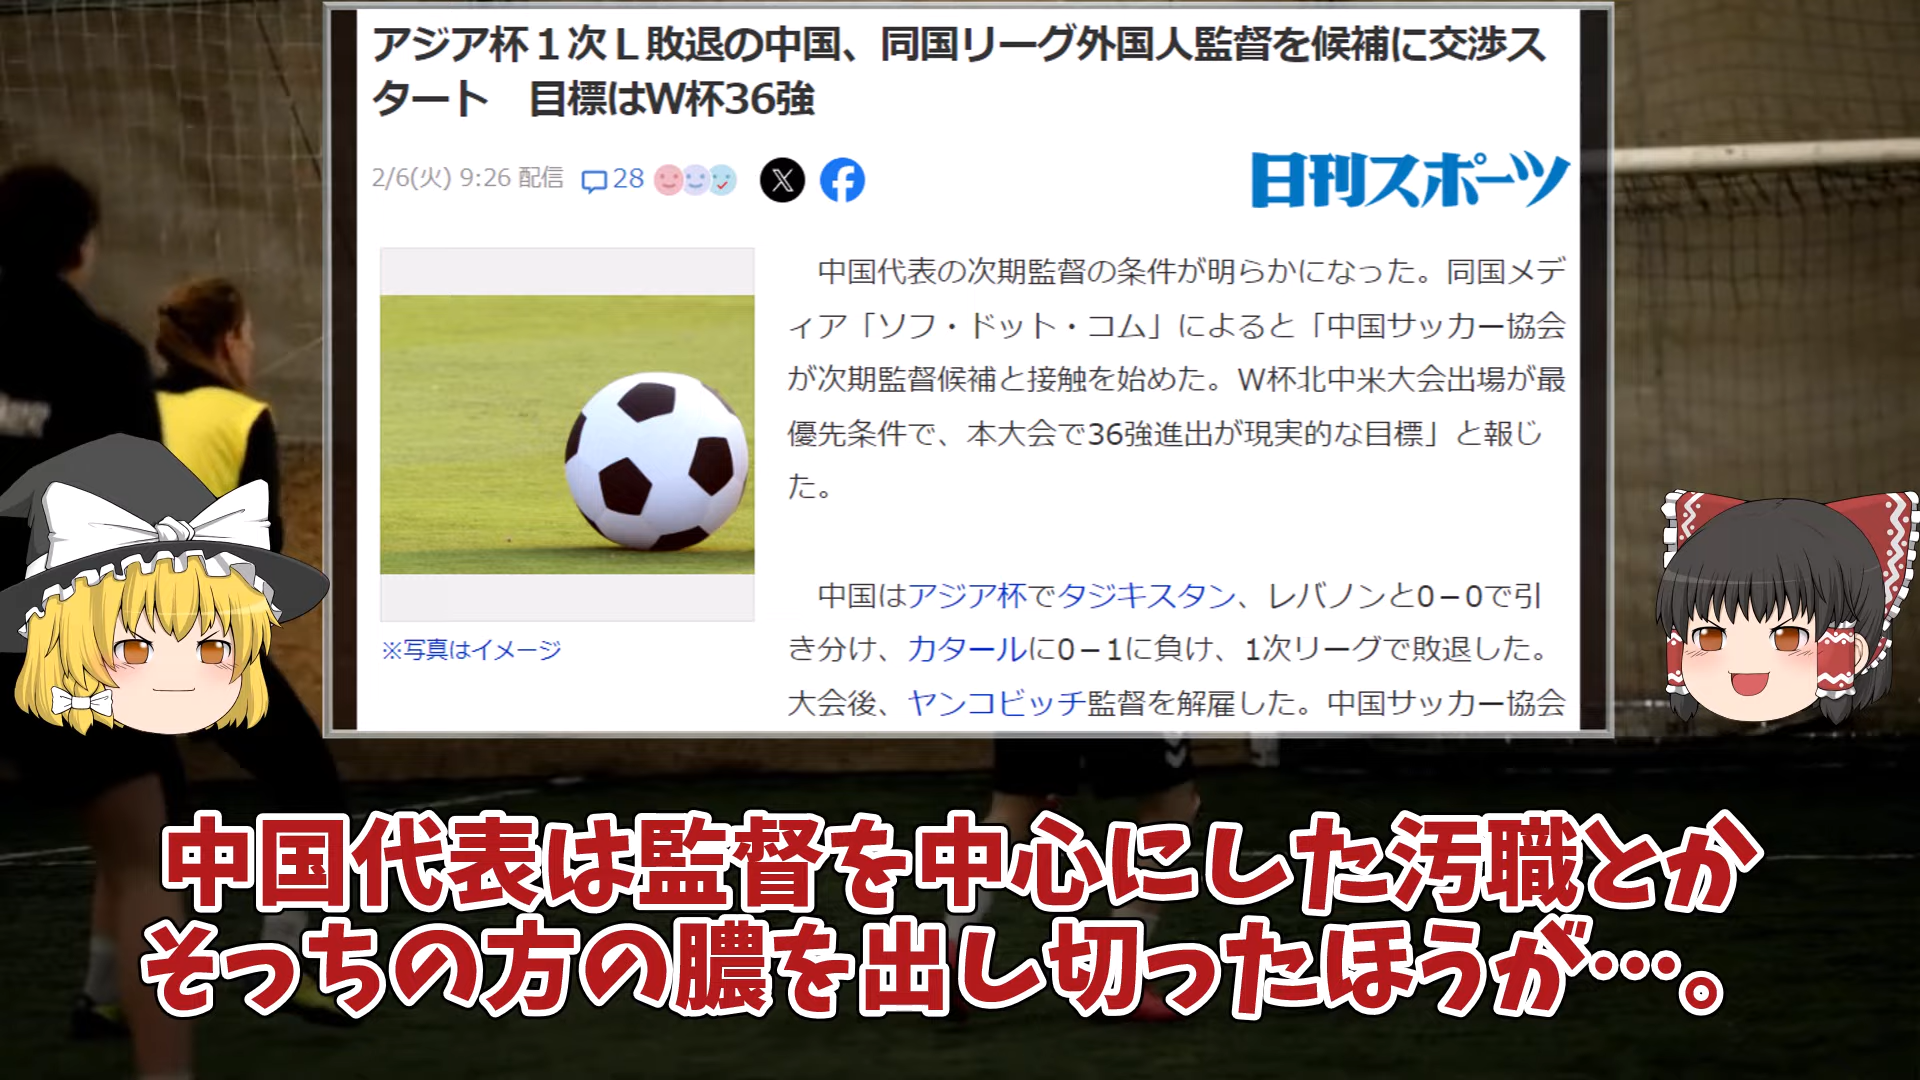 アジア杯１次Ｌ敗退の中国、同国リーグ外国人監督を候補に交渉ス
タート　目標はW杯36強
2/6(火) 9:26 配信 28
日刊スポーツ
中国代表の次期監督の条件が明らかになった。同国メデ
ィア「ソフ・ドット・コム」によると「中国サッカー協会
が次期監督候補と接触を始めた。W杯北中米大会出場が最
優先条件で、本大会で36強進出が現実的な目標」と報じ
た。
中国はアジア杯でタジキスタン、レバノンと0－0で引
き分け、カタールに0－1に負け、1次リーグで敗退した。
大会後、ヤンコビッチ監督を解雇した。中国サッカー協会
※写真はイメージ
中国代表は監督を中心にした汚職とか
そっちの方の膿を出し切ったほうが…。